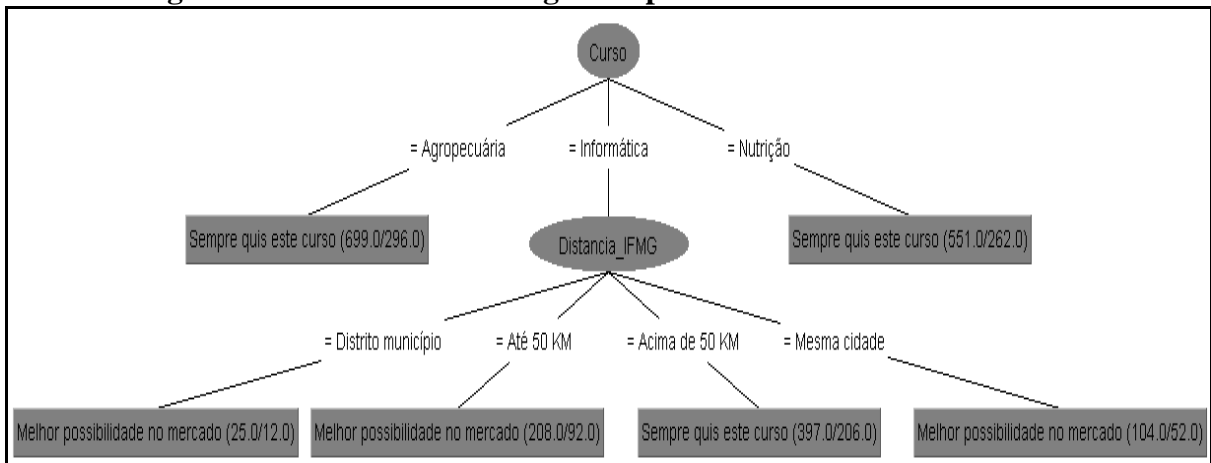 Curso
= Agropecuária
= Informática
= Nutrição
Sempre quis este curso (699.0/296.0)
Distancia_IFMG
Sempre quis este curso (551.0/262.0)
= Distrito município
= Até 50 KM
= Acima de 50 KM
= Mesma cidade
Melhor possibilidade no mercado (25.0/12.0)
Melhor possibilidade no mercado (208.0/92.0)
Sempre quis este curso (397.0/206.0)
Melhor possibilidade no mercado (104.0/52.0)